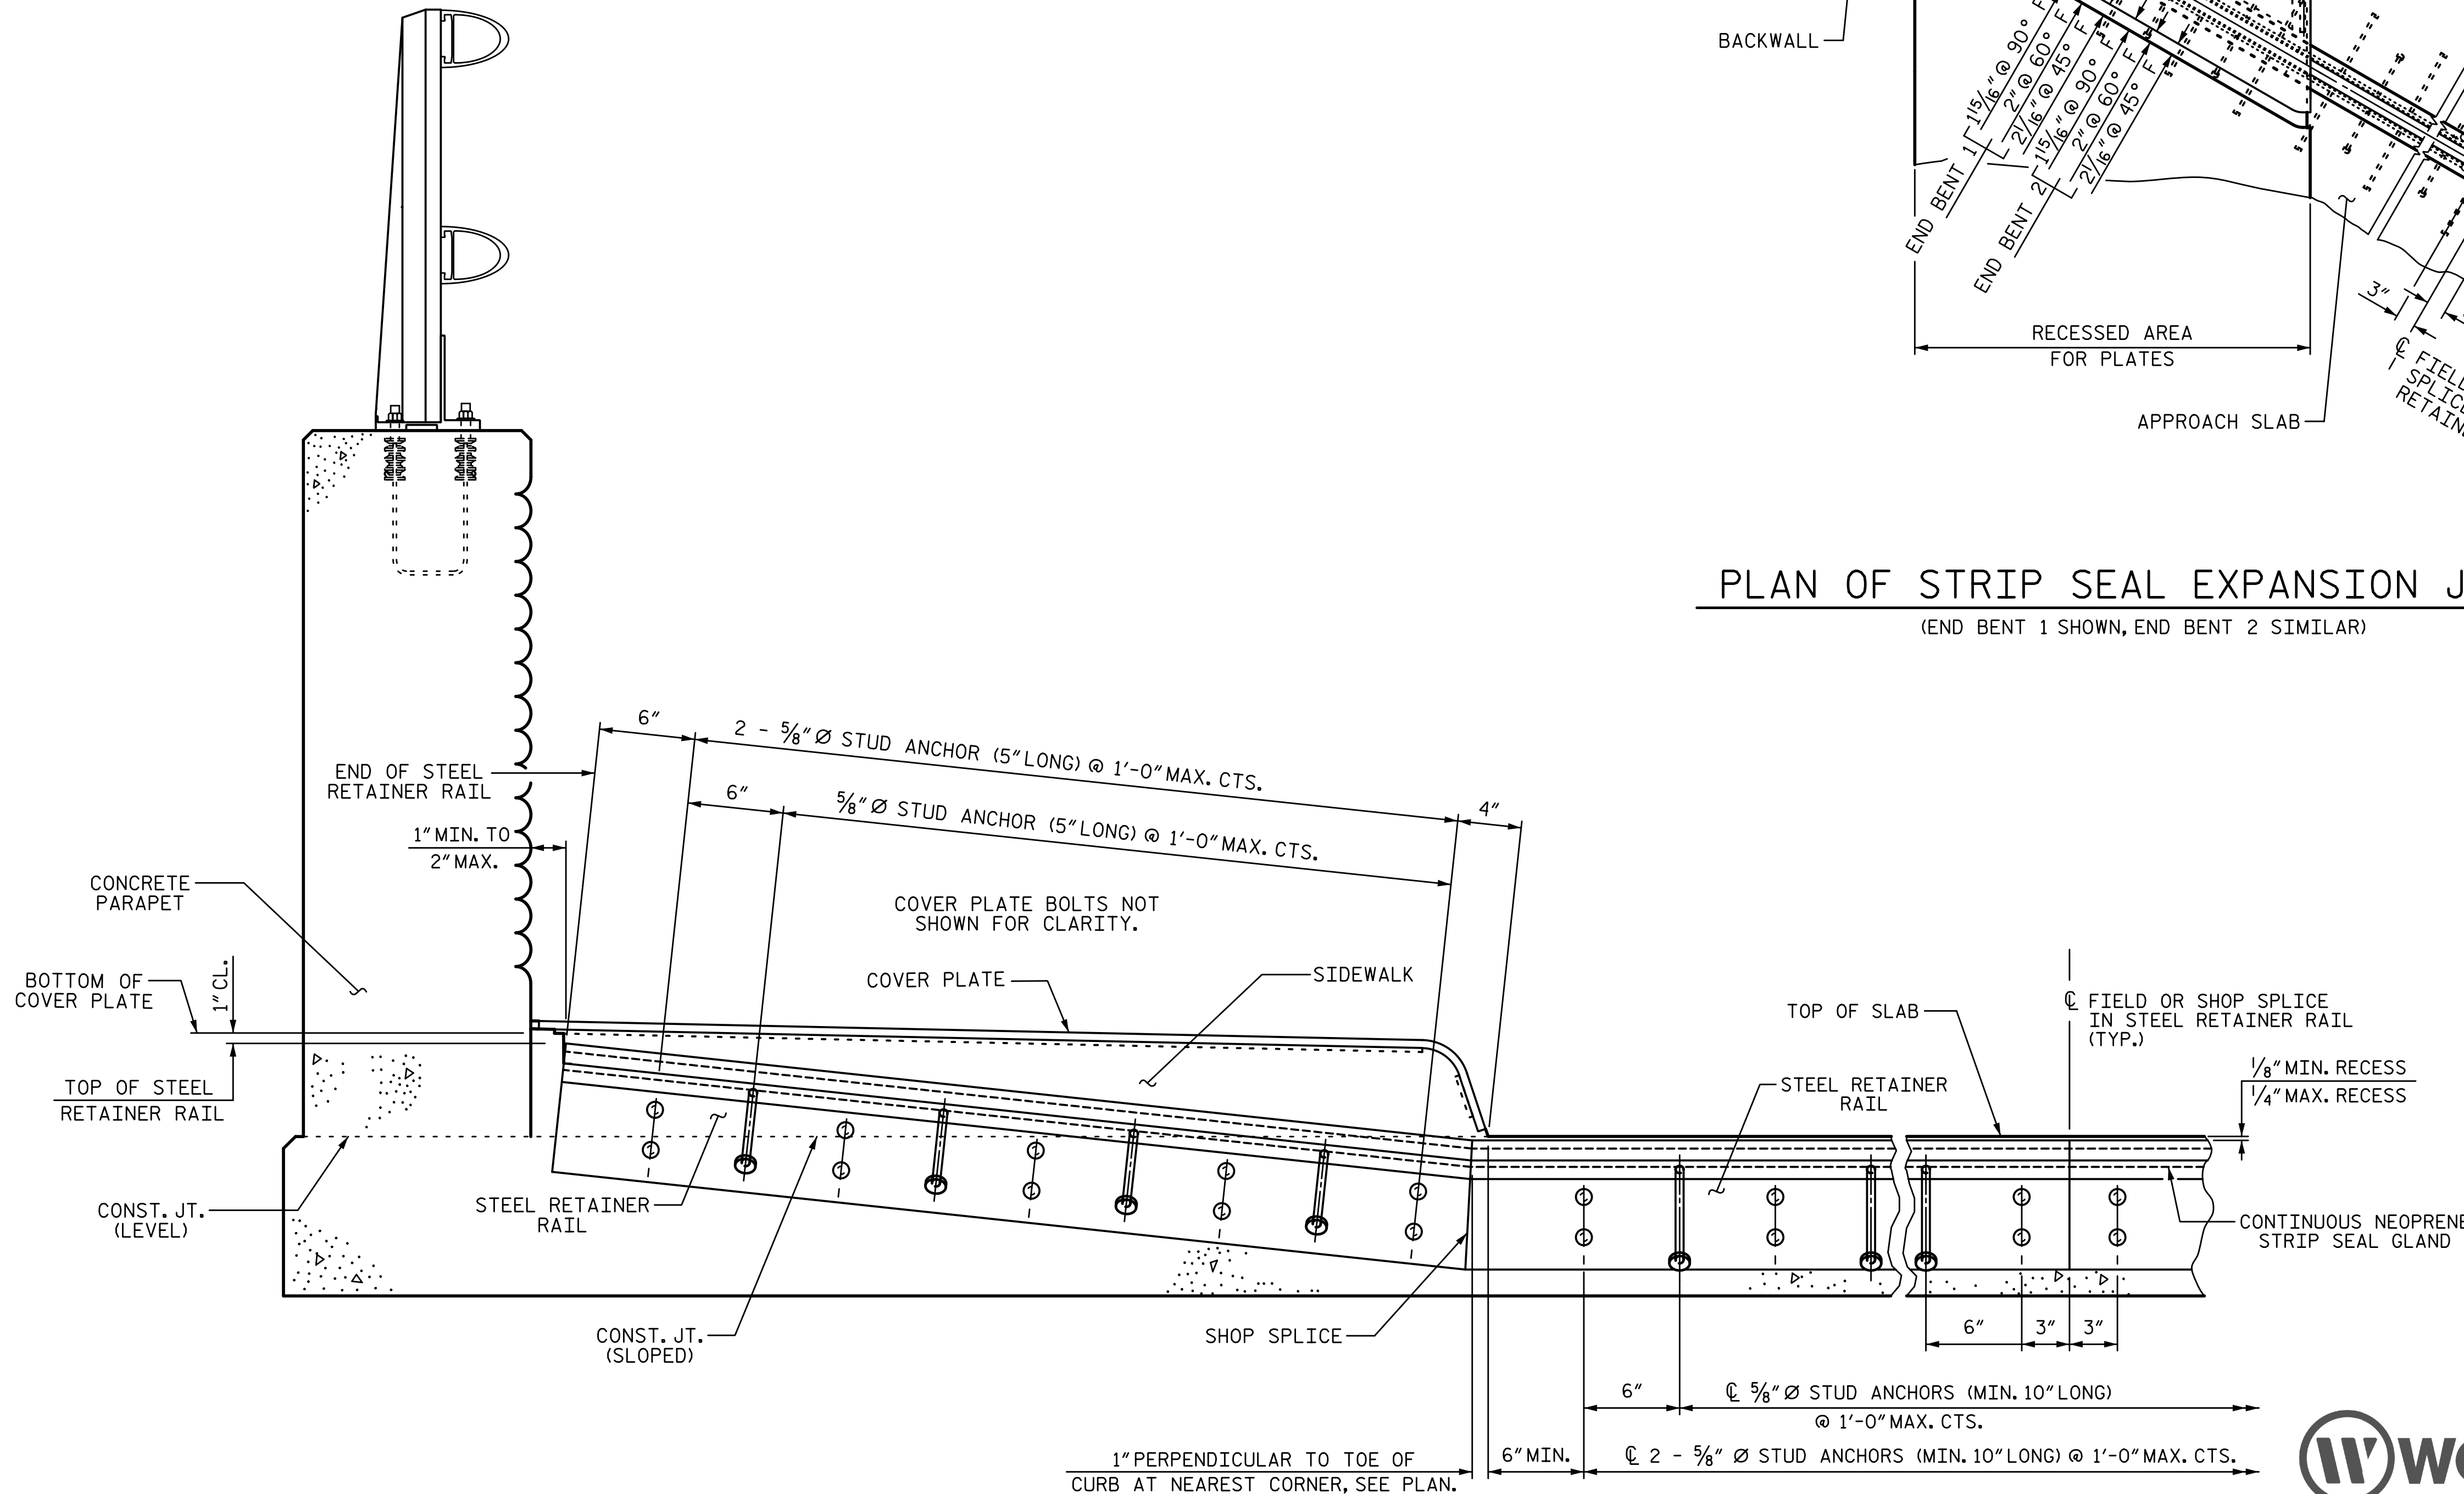 BACKWALL
1 15/16" @ 90° F
2" @ 60° F
2 1/16" @ 45° F
1 15/16" @ 90° F
2" @ 60° F
2 1/16" @ 45° F
END BENT 1
END BENT 2
RECESSED AREA
FOR PLATES
APPROACH SLAB
3"
℄ FIEL
SPLIC
RETAIN
PLAN OF STRIP SEAL EXPANSION J
(END BENT 1 SHOWN, END BENT 2 SIMILAR)
6"
2 - 5/8" Ø STUD ANCHOR (5" LONG) @ 1'-0" MAX. CTS.
6"
5/8" Ø STUD ANCHOR (5" LONG) @ 1'-0" MAX. CTS.
4"
END OF STEEL
RETAINER RAIL
1" MIN. TO
2" MAX.
CONCRETE
PARAPET
COVER PLATE BOLTS NOT
SHOWN FOR CLARITY.
BOTTOM OF
COVER PLATE
1" CL.
COVER PLATE
SIDEWALK
TOP OF SLAB
℄ FIELD OR SHOP SPLICE
IN STEEL RETAINER RAIL
(TYP.)
TOP OF STEEL
RETAINER RAIL
STEEL RETAINER
RAIL
1/8" MIN. RECESS
1/4" MAX. RECESS
CONST. JT.
(LEVEL)
STEEL RETAINER
RAIL
CONTINUOUS NEOPRENE
STRIP SEAL GLAND
CONST. JT.
(SLOPED)
SHOP SPLICE
6"
3"
3"
6"
℄ 5/8" Ø STUD ANCHORS (MIN. 10" LONG)
@ 1'-0" MAX. CTS.
1" PERPENDICULAR TO TOE OF
CURB AT NEAREST CORNER, SEE PLAN.
6" MIN.
℄ 2 - 5/8" Ø STUD ANCHORS (MIN. 10" LONG) @ 1'-0" MAX. CTS.